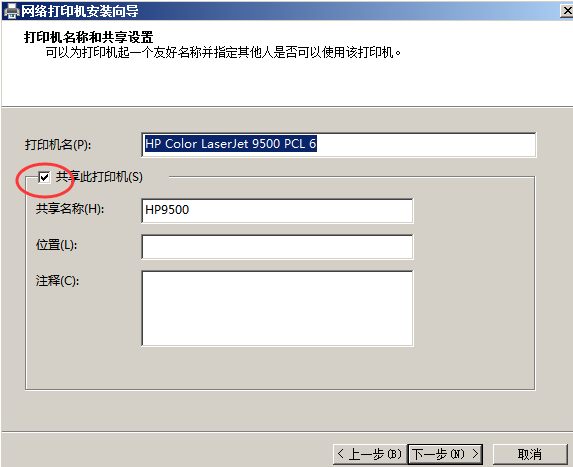 网络打印机安装向导
打印机名称和共享设置
可以为打印机起一个友好名称并指定其他人是否可以使用该打印机。
打印机名(P): HP Color LaserJet 9500 PCL 6
共享此打印机(S)
共享名称(H): HP9500
位置(L):
注释(C):
< 上一步(B) 下一步(N) > 取消